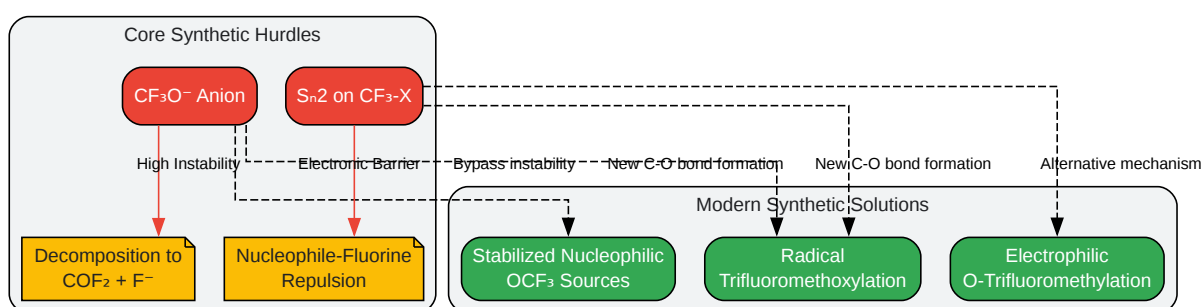 Core Synthetic Hurdles
CF₃O⁻ Anion
Sₙ2 on CF₃-X
High Instability
Electronic Barrier
Bypass instability
New C-O bond formation
New C-O bond formation
Alternative mechanism
Modern Synthetic Solutions
Decomposition to
COF₂ + F⁻
Nucleophile-Fluorine
Repulsion
Stabilized Nucleophilic
OCF₃ Sources
Radical
Trifluoromethoxylation
Electrophilic
O-Trifluoromethylation